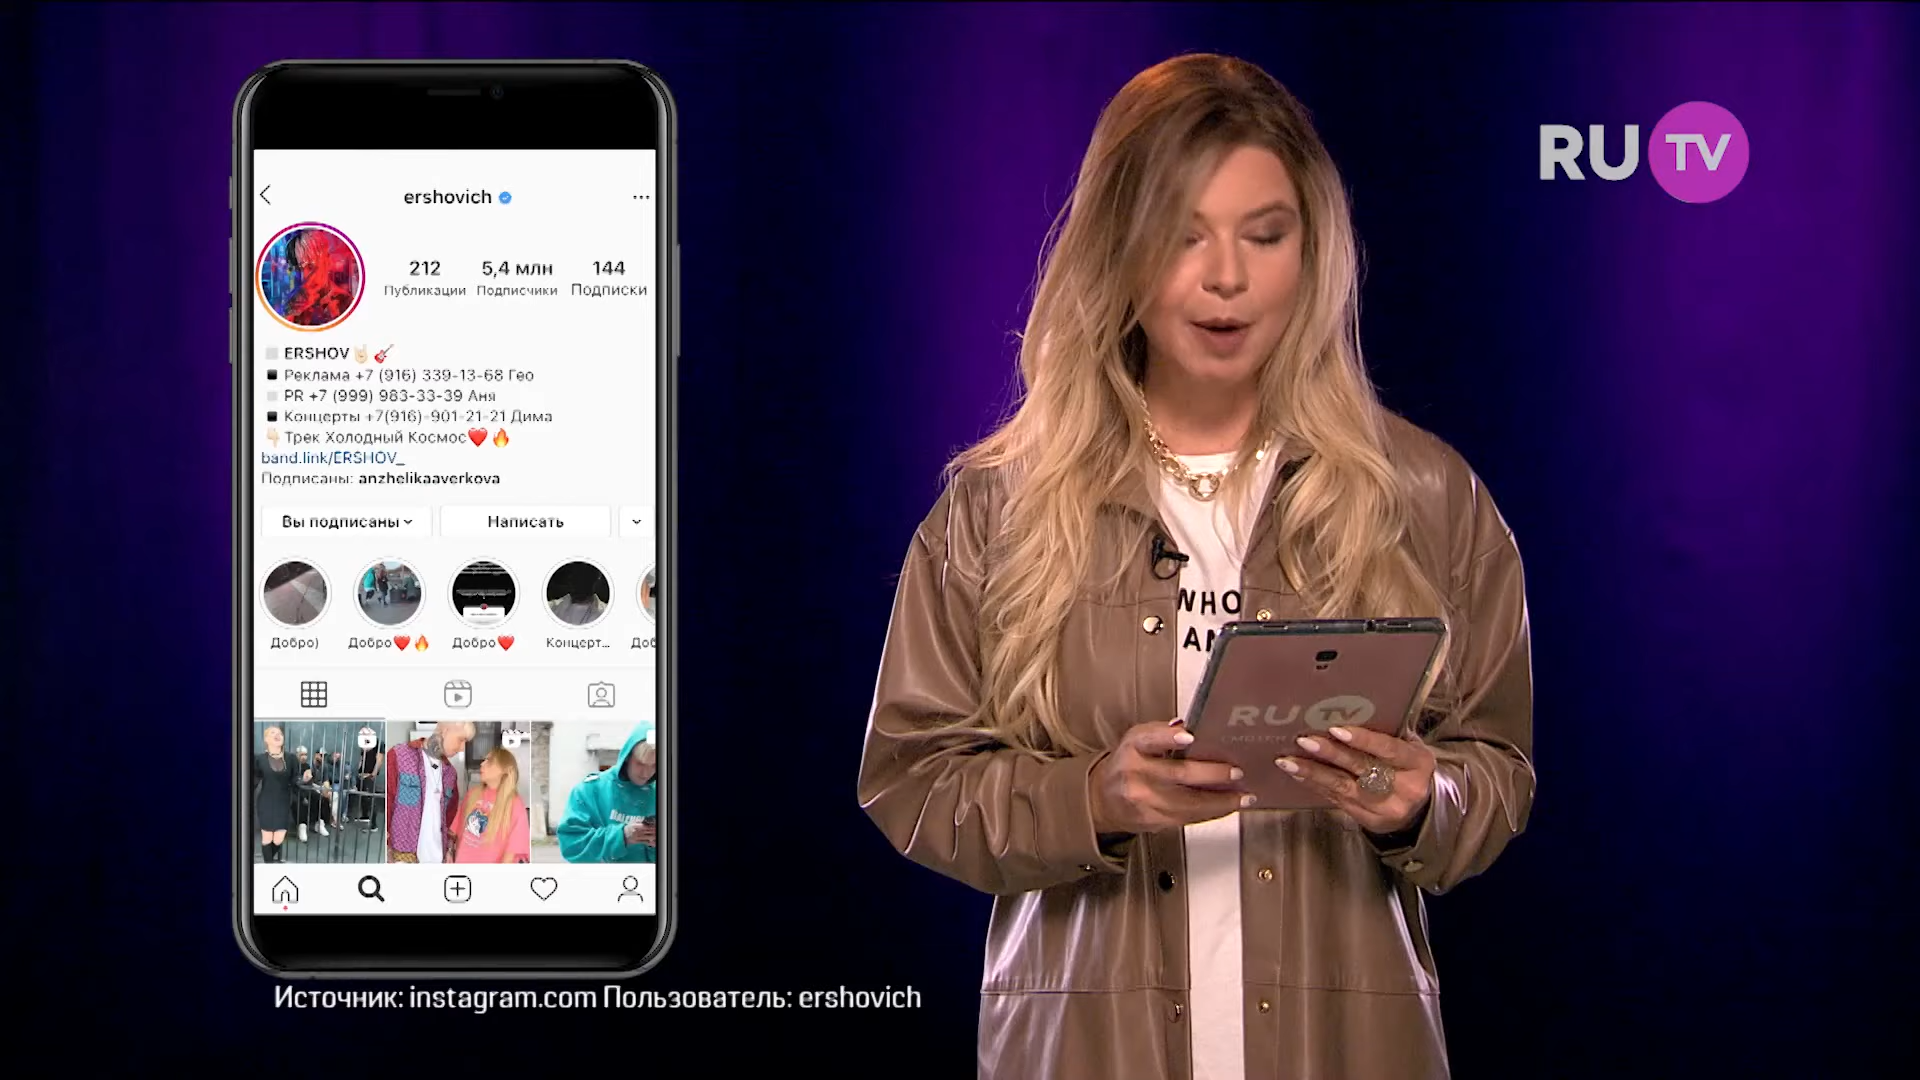 ershovich
212
5,4 млн
144
Публикации
Подписчики
Подписки
ERSHOV
Реклама +7 (916) 339-13-68 Гео
PR +7 (999) 983-33-39 Аня
Концерты +7(916)-901-21-21 Дима
Трек Холодный Космос
band.link/ERSHOV_
Подписаны: anzhelikaaverkova
Вы подписаны
Написать
Добро)
Добро
Добро
Концерт...
Доб
RU TV
WHO
AM
RU TV
Источник: instagram.com Пользователь: ershovich